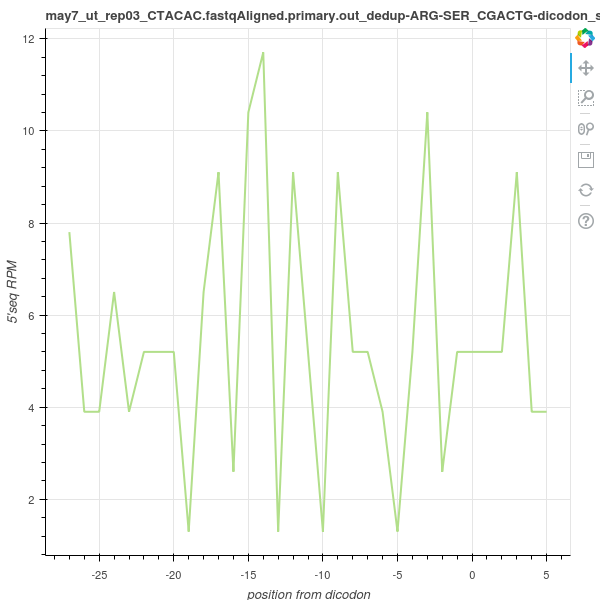 may7_ut_rep03_CTACAC.fastqAligned.primary.out_dedup-ARG-SER_CGACTG-dicodon_s
12
10
8
6
4
2
5'seq RPM
-25 -20 -15 -10 -5 0 5
position from dicodon